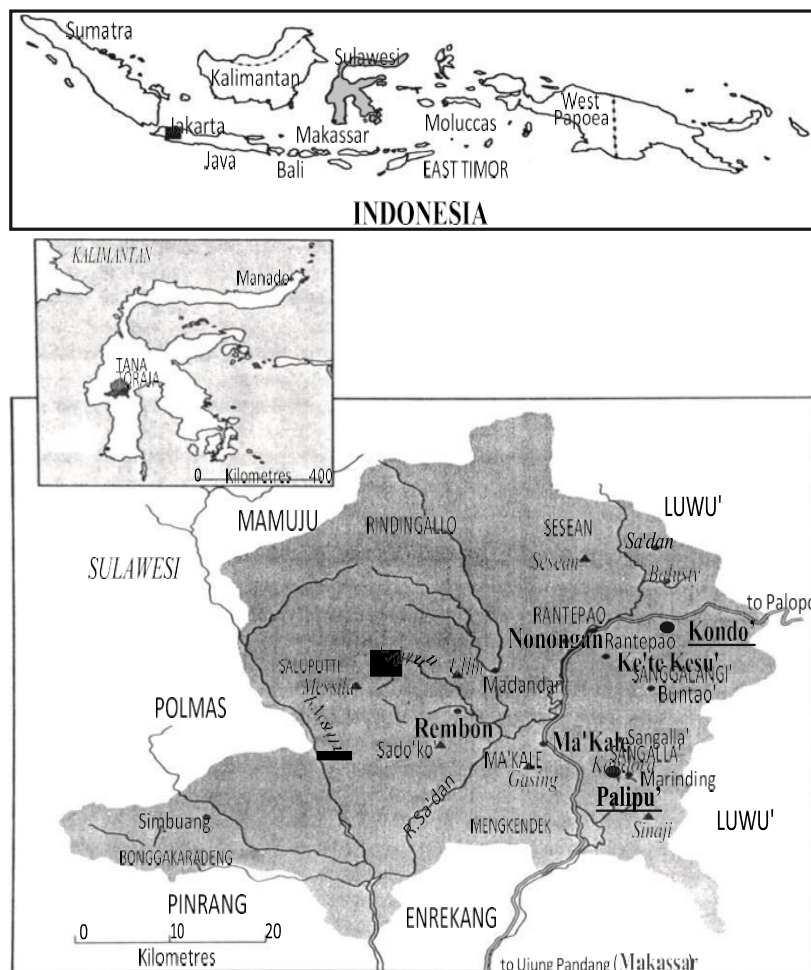 Sumatra
Sulawesi
Kalimantan
West
Papoea
Jakarta
Makassar
Moluccas
Java
Bali
EAST TIMOR
INDONESIA
KALIMANTAN
Manado
TANA
TORAJA
0 Kilometres 400
MAMUJU
RINDINGALLO
SESEAN
LUWU'
Sa'dan
SULAWESI
Sesean
Balusu
to Palopo
RANTEPAO
Nonongan
Rantepao
Kondo'
Ke'te Kesu'
SALUPUTTI
SANGGALANGI'
Messila
Madandan
Buntao'
POLMAS
Rembon
Ma'Kale
Sangalla'
Sado'ko'
MA'KALE
SANGALLA'
Gasing
Marinding
R.Sa'dan
Palipu'
Simbuang
MENGKENDEK
Sinaji
LUWU'
BONGGAKARADENG
PINRANG
ENREKANG
0 10 20
Kilometres
to Ujung Pandang (Makassar)